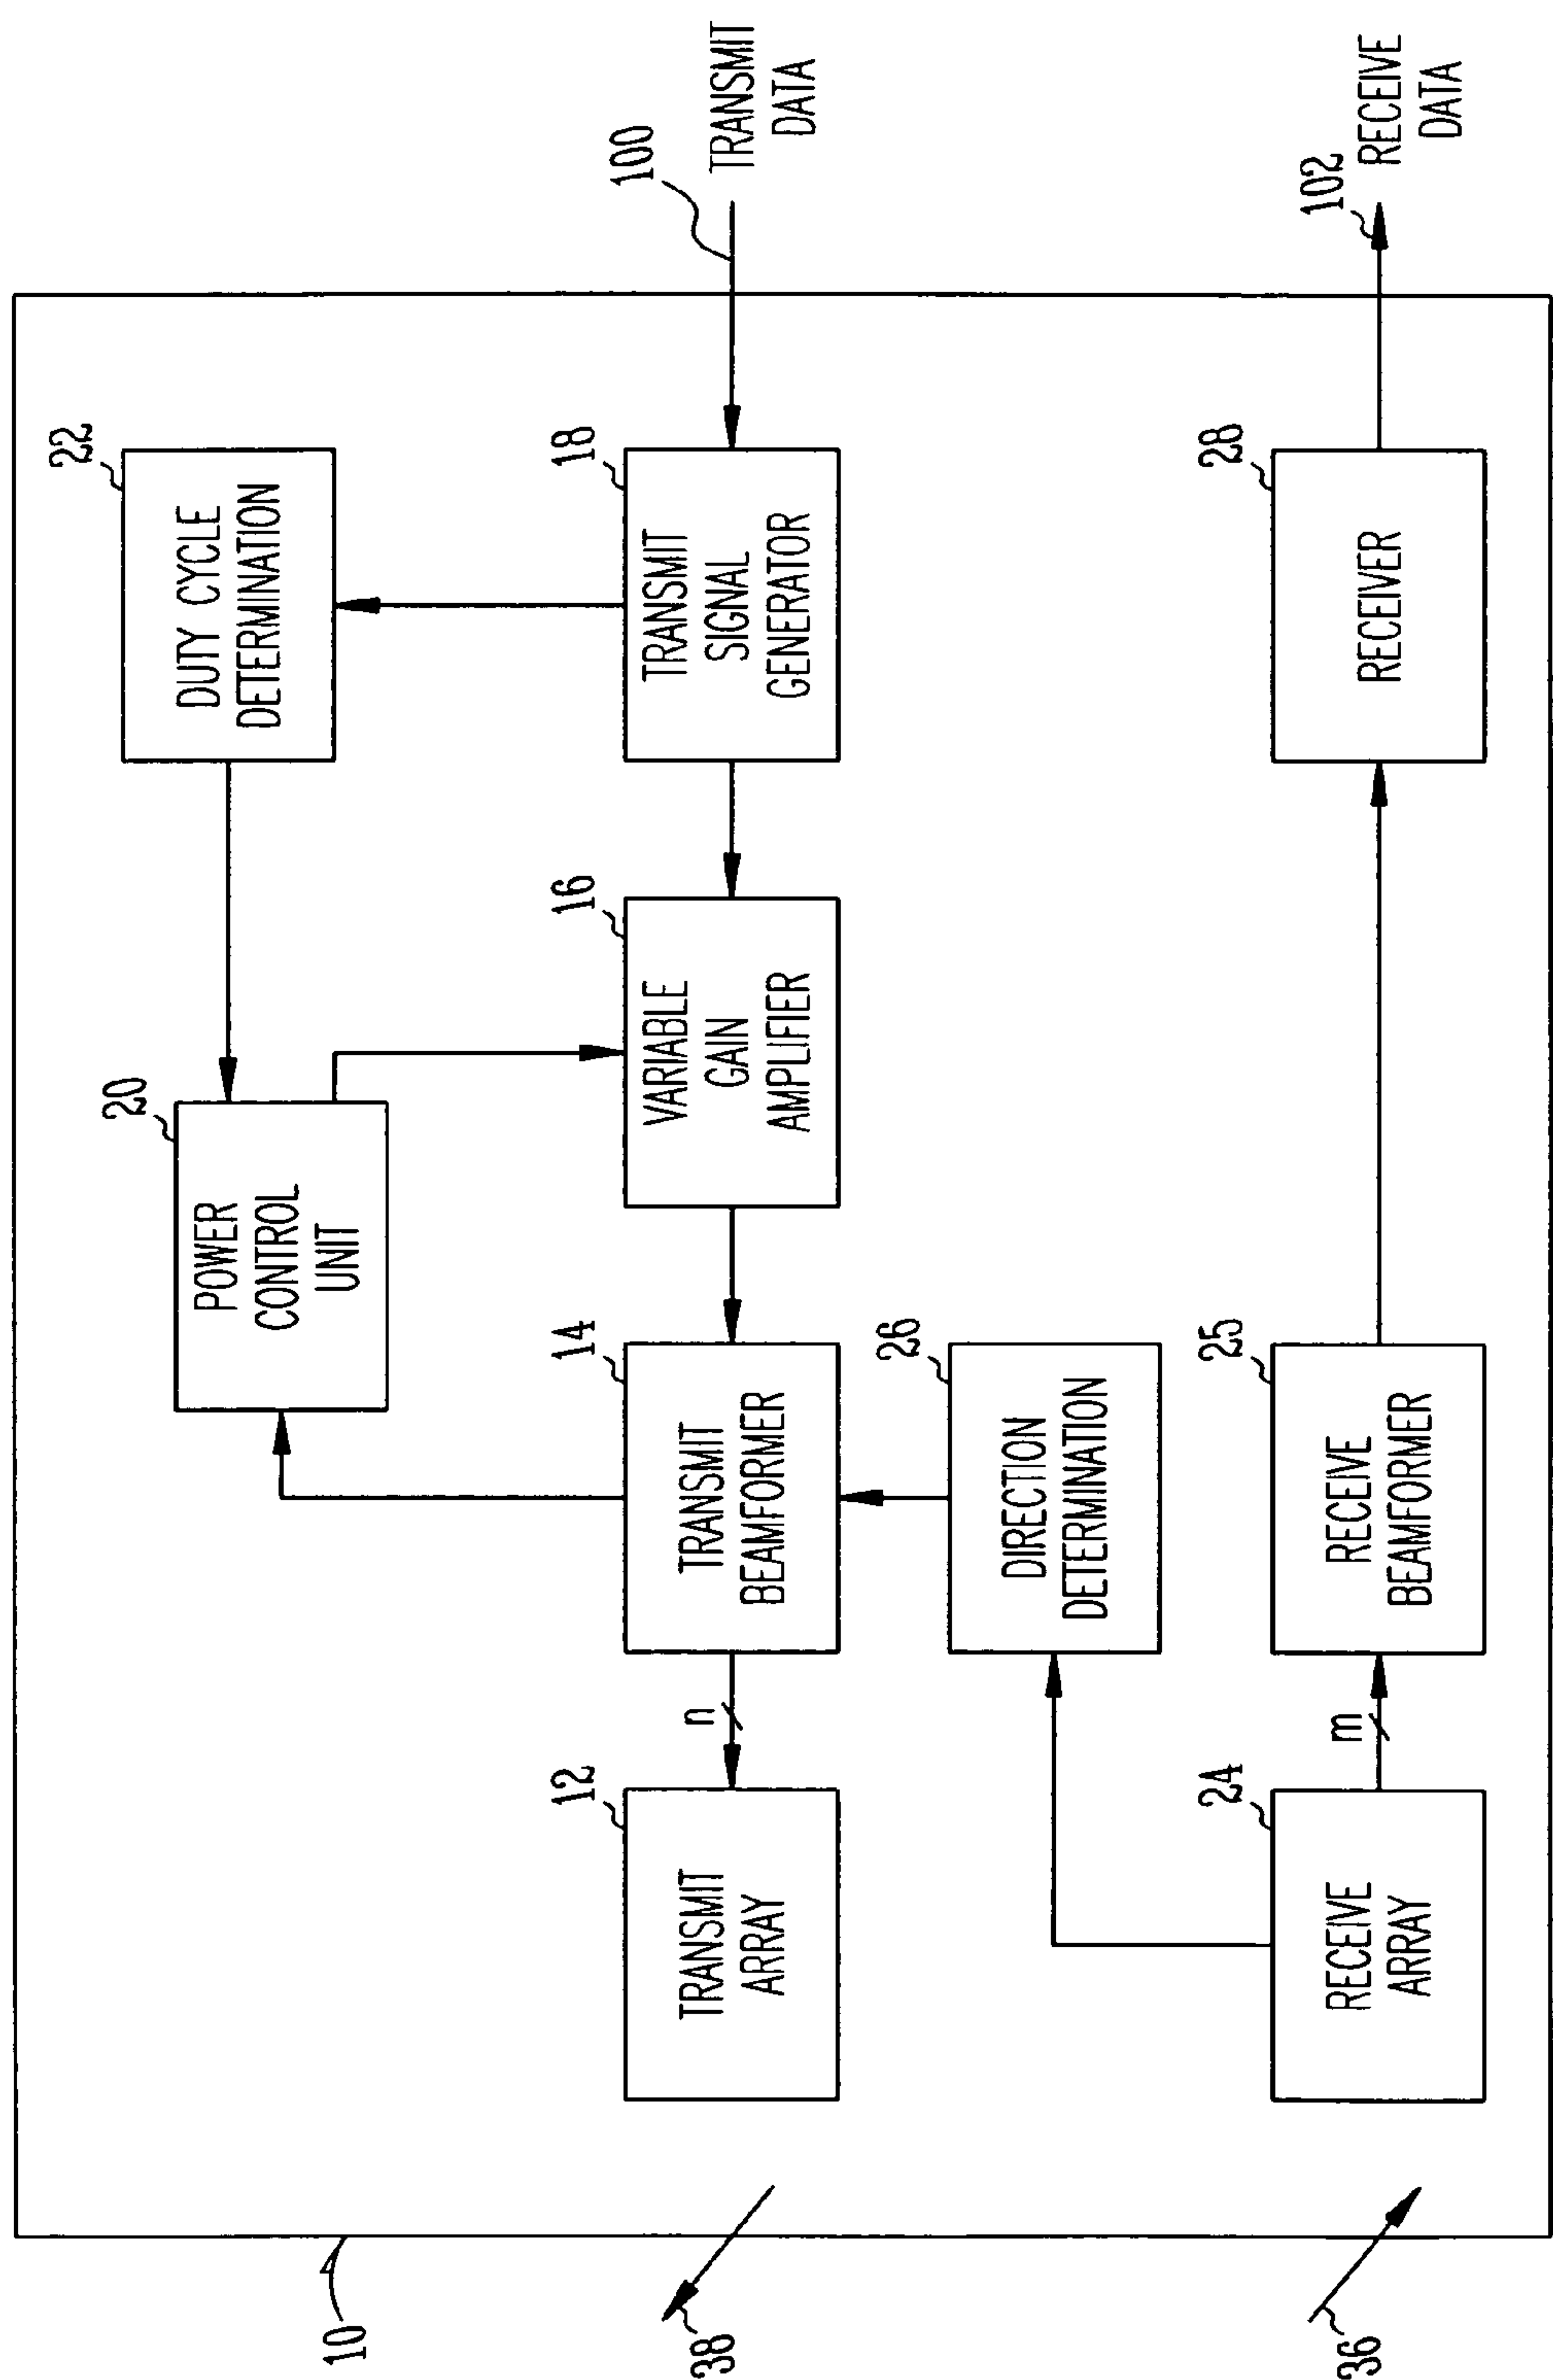 10
22
DUTY CYCLE
DETERMINATION
20
POWER
CONTROL
UNIT
100
TRANSMIT
DATA
18
TRANSMIT
SIGNAL
GENERATOR
16
VARIABLE
GAIN
AMPLIFIER
14
TRANSMIT
BEAMFORMER
n
12
TRANSMIT
ARRAY
38
26
DIRECTION
DETERMINATION
36
24
RECEIVE
ARRAY
m
25
RECEIVE
BEAMFORMER
28
RECEIVER
102
RECEIVE
DATA